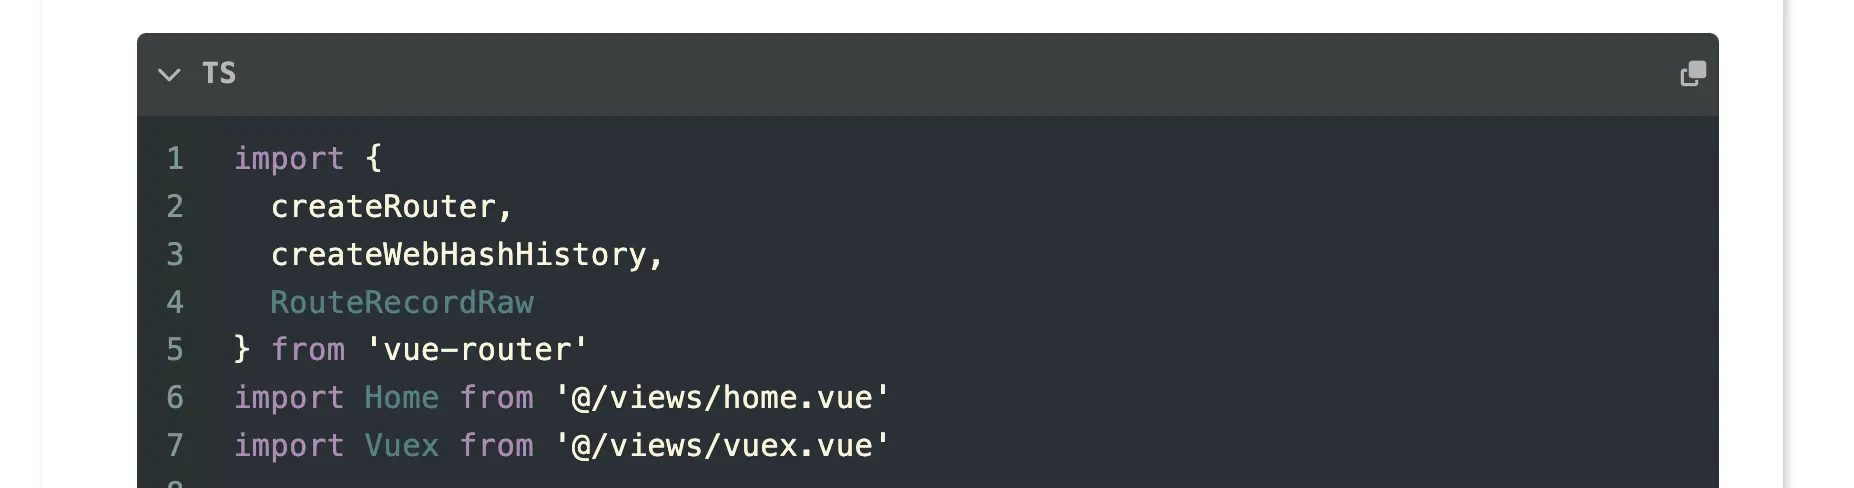 TS
1 import {
2   createRouter,
3   createWebHashHistory,
4   RouteRecordRaw
5 } from 'vue-router'
6 import Home from '@/views/home.vue'
7 import Vuex from '@/views/vuex.vue'